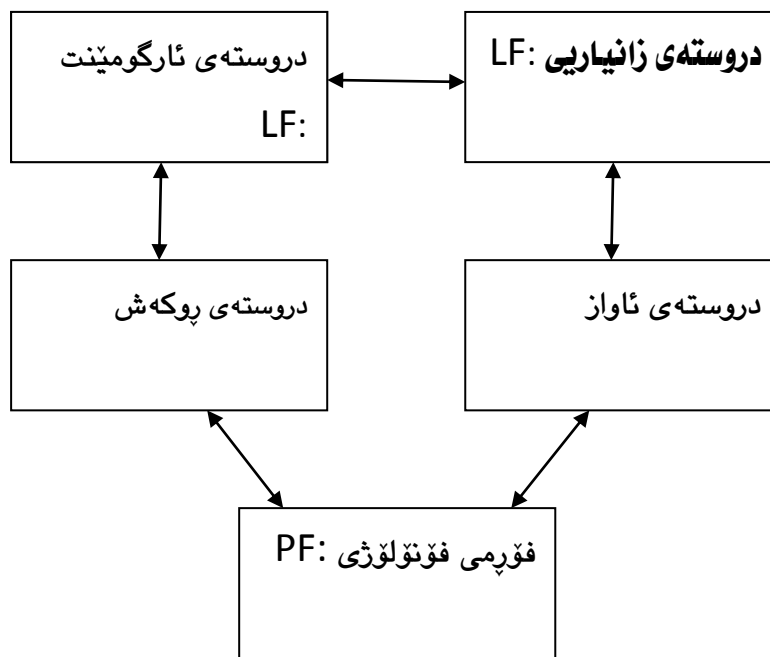 دروستەی زانیاریی :LF
دروستەی ئارگومێنت
LF:
دروستەی ئاواز
دروستەی ڕوکەش
فۆڕمی فۆنۆلۆژی :PF